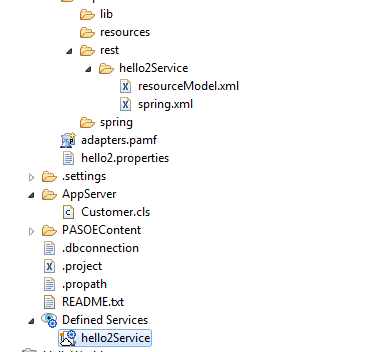 lib
resources
rest
hello2Service
resourceModel.xml
spring.xml
spring
adapters.pamf
hello2.properties
.settings
AppServer
Customer.cls
PASOEContent
.dbconnection
.project
.propath
README.txt
Defined Services
hello2Service